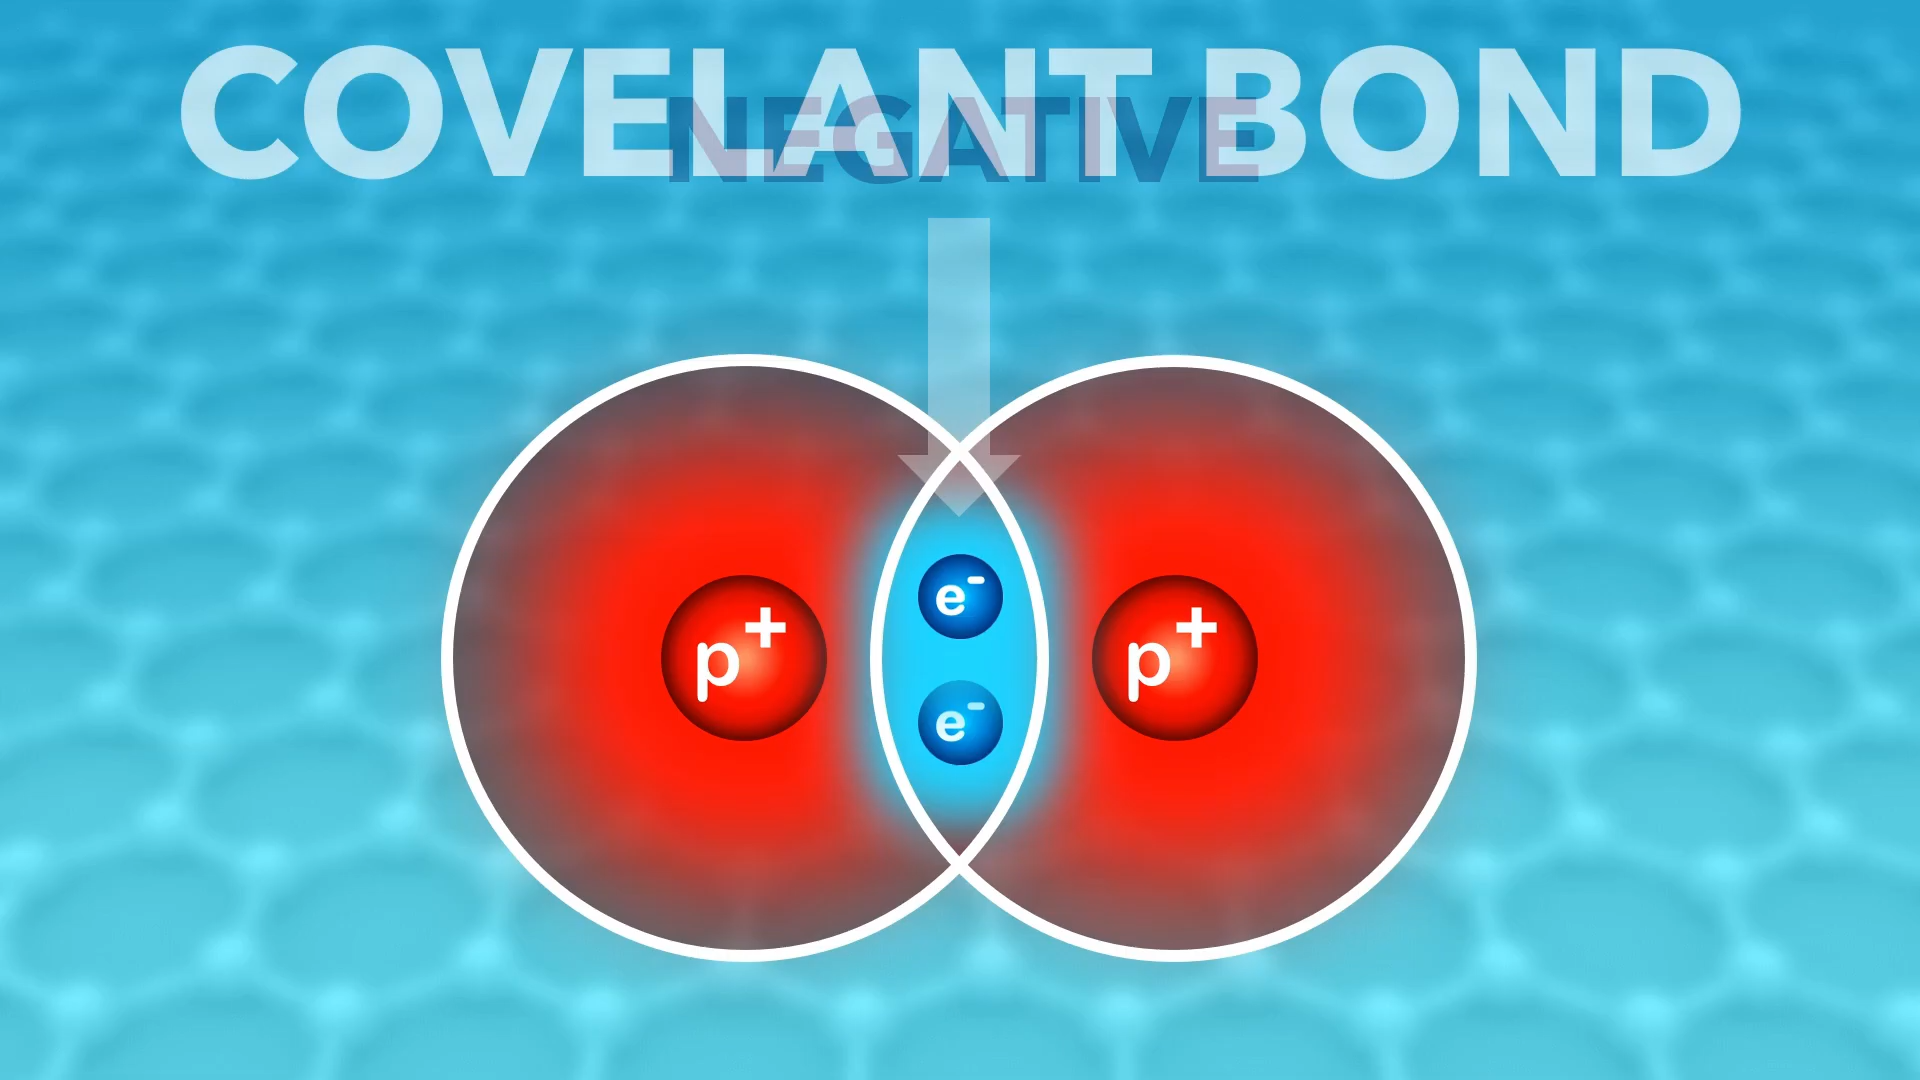 COVELANT BOND
NEGATIVE
e-
p+ p+
e-